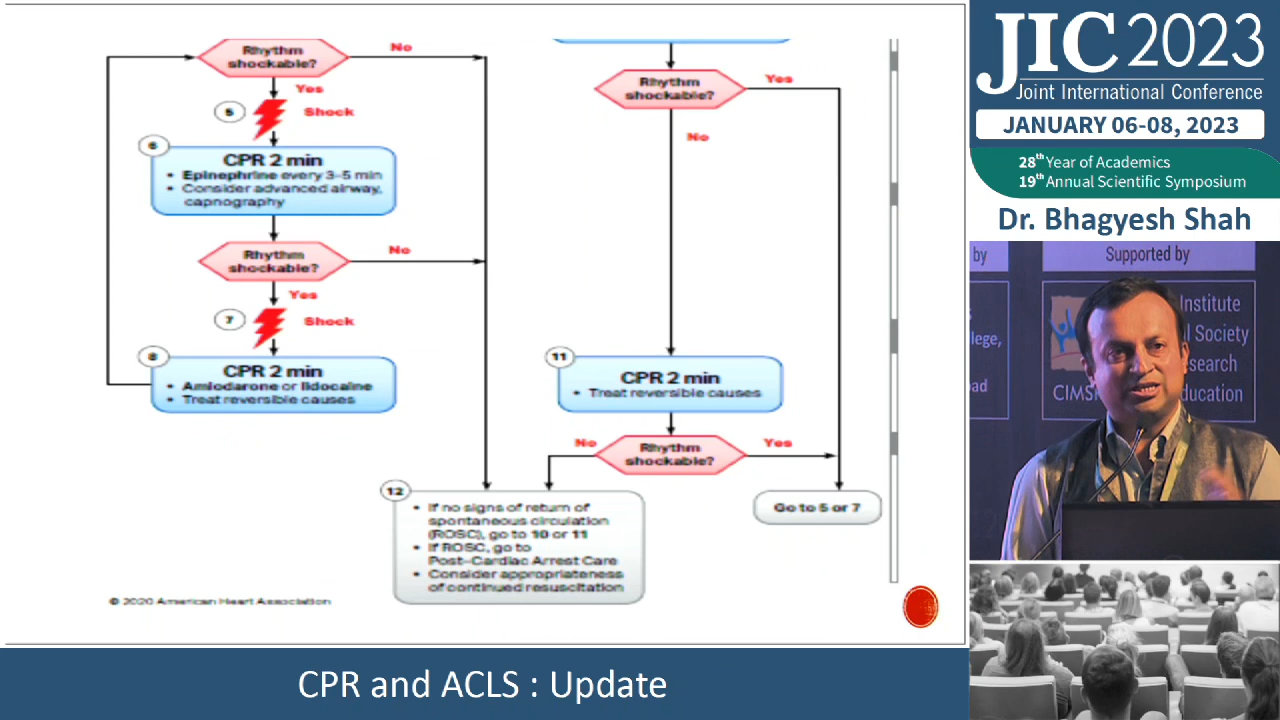 Rhythm
shockable?
No
Yes
5
Shock
6
CPR 2 min
• Epinephrine every 3–5 min
• Consider advanced airway,
capnography
Rhythm
shockable?
No
Yes
7
Shock
8
CPR 2 min
• Amiodarone or lidocaine
• Treat reversible causes
Rhythm
shockable?
Yes
No
11
CPR 2 min
• Treat reversible causes
No
Rhythm
shockable?
Yes
12
• If no signs of return of
spontaneous circulation
(ROSC), go to 10 or 11
• If ROSC, go to
Post–Cardiac Arrest Care
• Consider appropriateness
of continued resuscitation
Go to 5 or 7
© 2020 American Heart Association
CPR and ACLS : Update
JIC 2023
Joint International Conference
JANUARY 06-08, 2023
28th Year of Academics
19th Annual Scientific Symposium
Dr. Bhagyesh Shah
by
Supported by
Institute
Society
CIMS